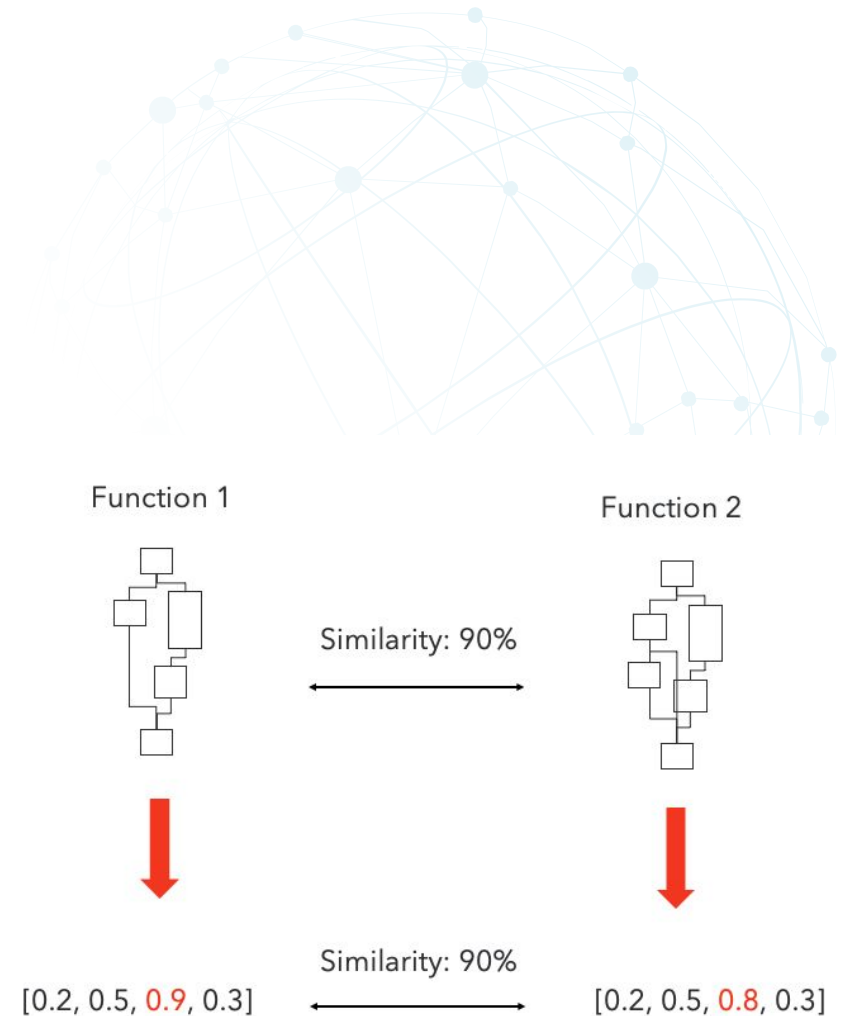 Function 1
Function 2
Similarity: 90%
Similarity: 90%
[0.2, 0.5, 0.9, 0.3]
[0.2, 0.5, 0.8, 0.3]